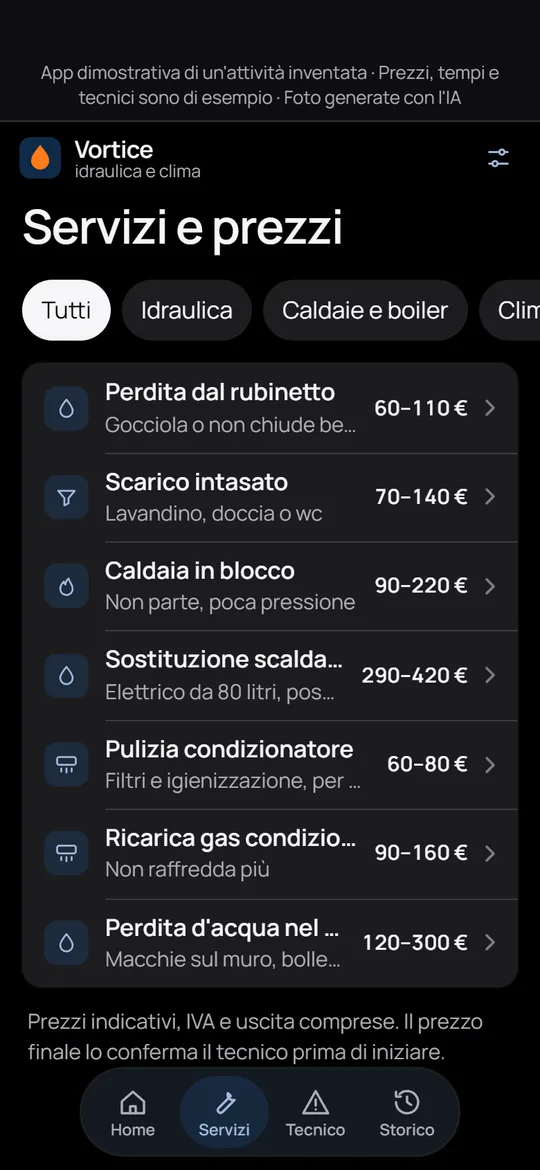 App dimostrativa di un'attività inventata · Prezzi, tempi e
tecnici sono di esempio · Foto generate con l'IA
Vortice
idraulica e clima
Servizi e prezzi
Tutti
Idraulica
Caldaie e boiler
Clim
Perdita dal rubinetto
Gocciola o non chiude be...
60–110 €
Scarico intasato
Lavandino, doccia o wc
70–140 €
Caldaia in blocco
Non parte, poca pressione
90–220 €
Sostituzione scalda...
Elettrico da 80 litri, pos...
290–420 €
Pulizia condizionatore
Filtri e igienizzazione, per ...
60–80 €
Ricarica gas condizio...
Non raffredda più
90–160 €
Perdita d'acqua nel ...
Macchie sul muro, bolle...
120–300 €
Prezzi indicativi, IVA e uscita comprese. Il prezzo
finale lo conferma il tecnico prima di iniziare.
Home
Servizi
Tecnico
Storico